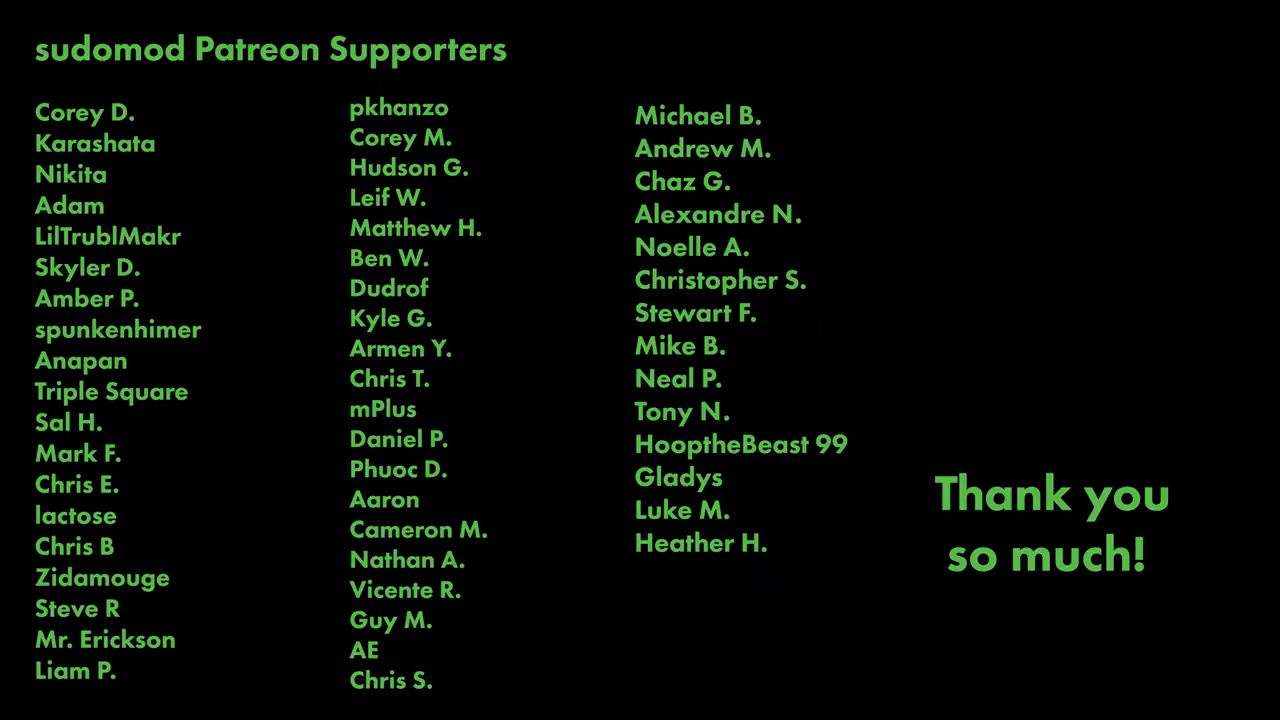 sudomod Patreon Supporters
Corey D.
Karashata
Nikita
Adam
LilTrublMakr
Skyler D.
Amber P.
spunkenhimer
Anapan
Triple Square
Sal H.
Mark F.
Chris E.
lactose
Chris B
Zidamouge
Steve R
Mr. Erickson
Liam P.
pkhanzo
Corey M.
Hudson G.
Leif W.
Matthew H.
Ben W.
Dudrof
Kyle G.
Armen Y.
Chris T.
mPlus
Daniel P.
Phuoc D.
Aaron
Cameron M.
Nathan A.
Vicente R.
Guy M.
AE
Chris S.
Michael B.
Andrew M.
Chaz G.
Alexandre N.
Noelle A.
Christopher S.
Stewart F.
Mike B.
Neal P.
Tony N.
HooptheBeast 99
Gladys
Luke M.
Heather H.
Thank you
so much!